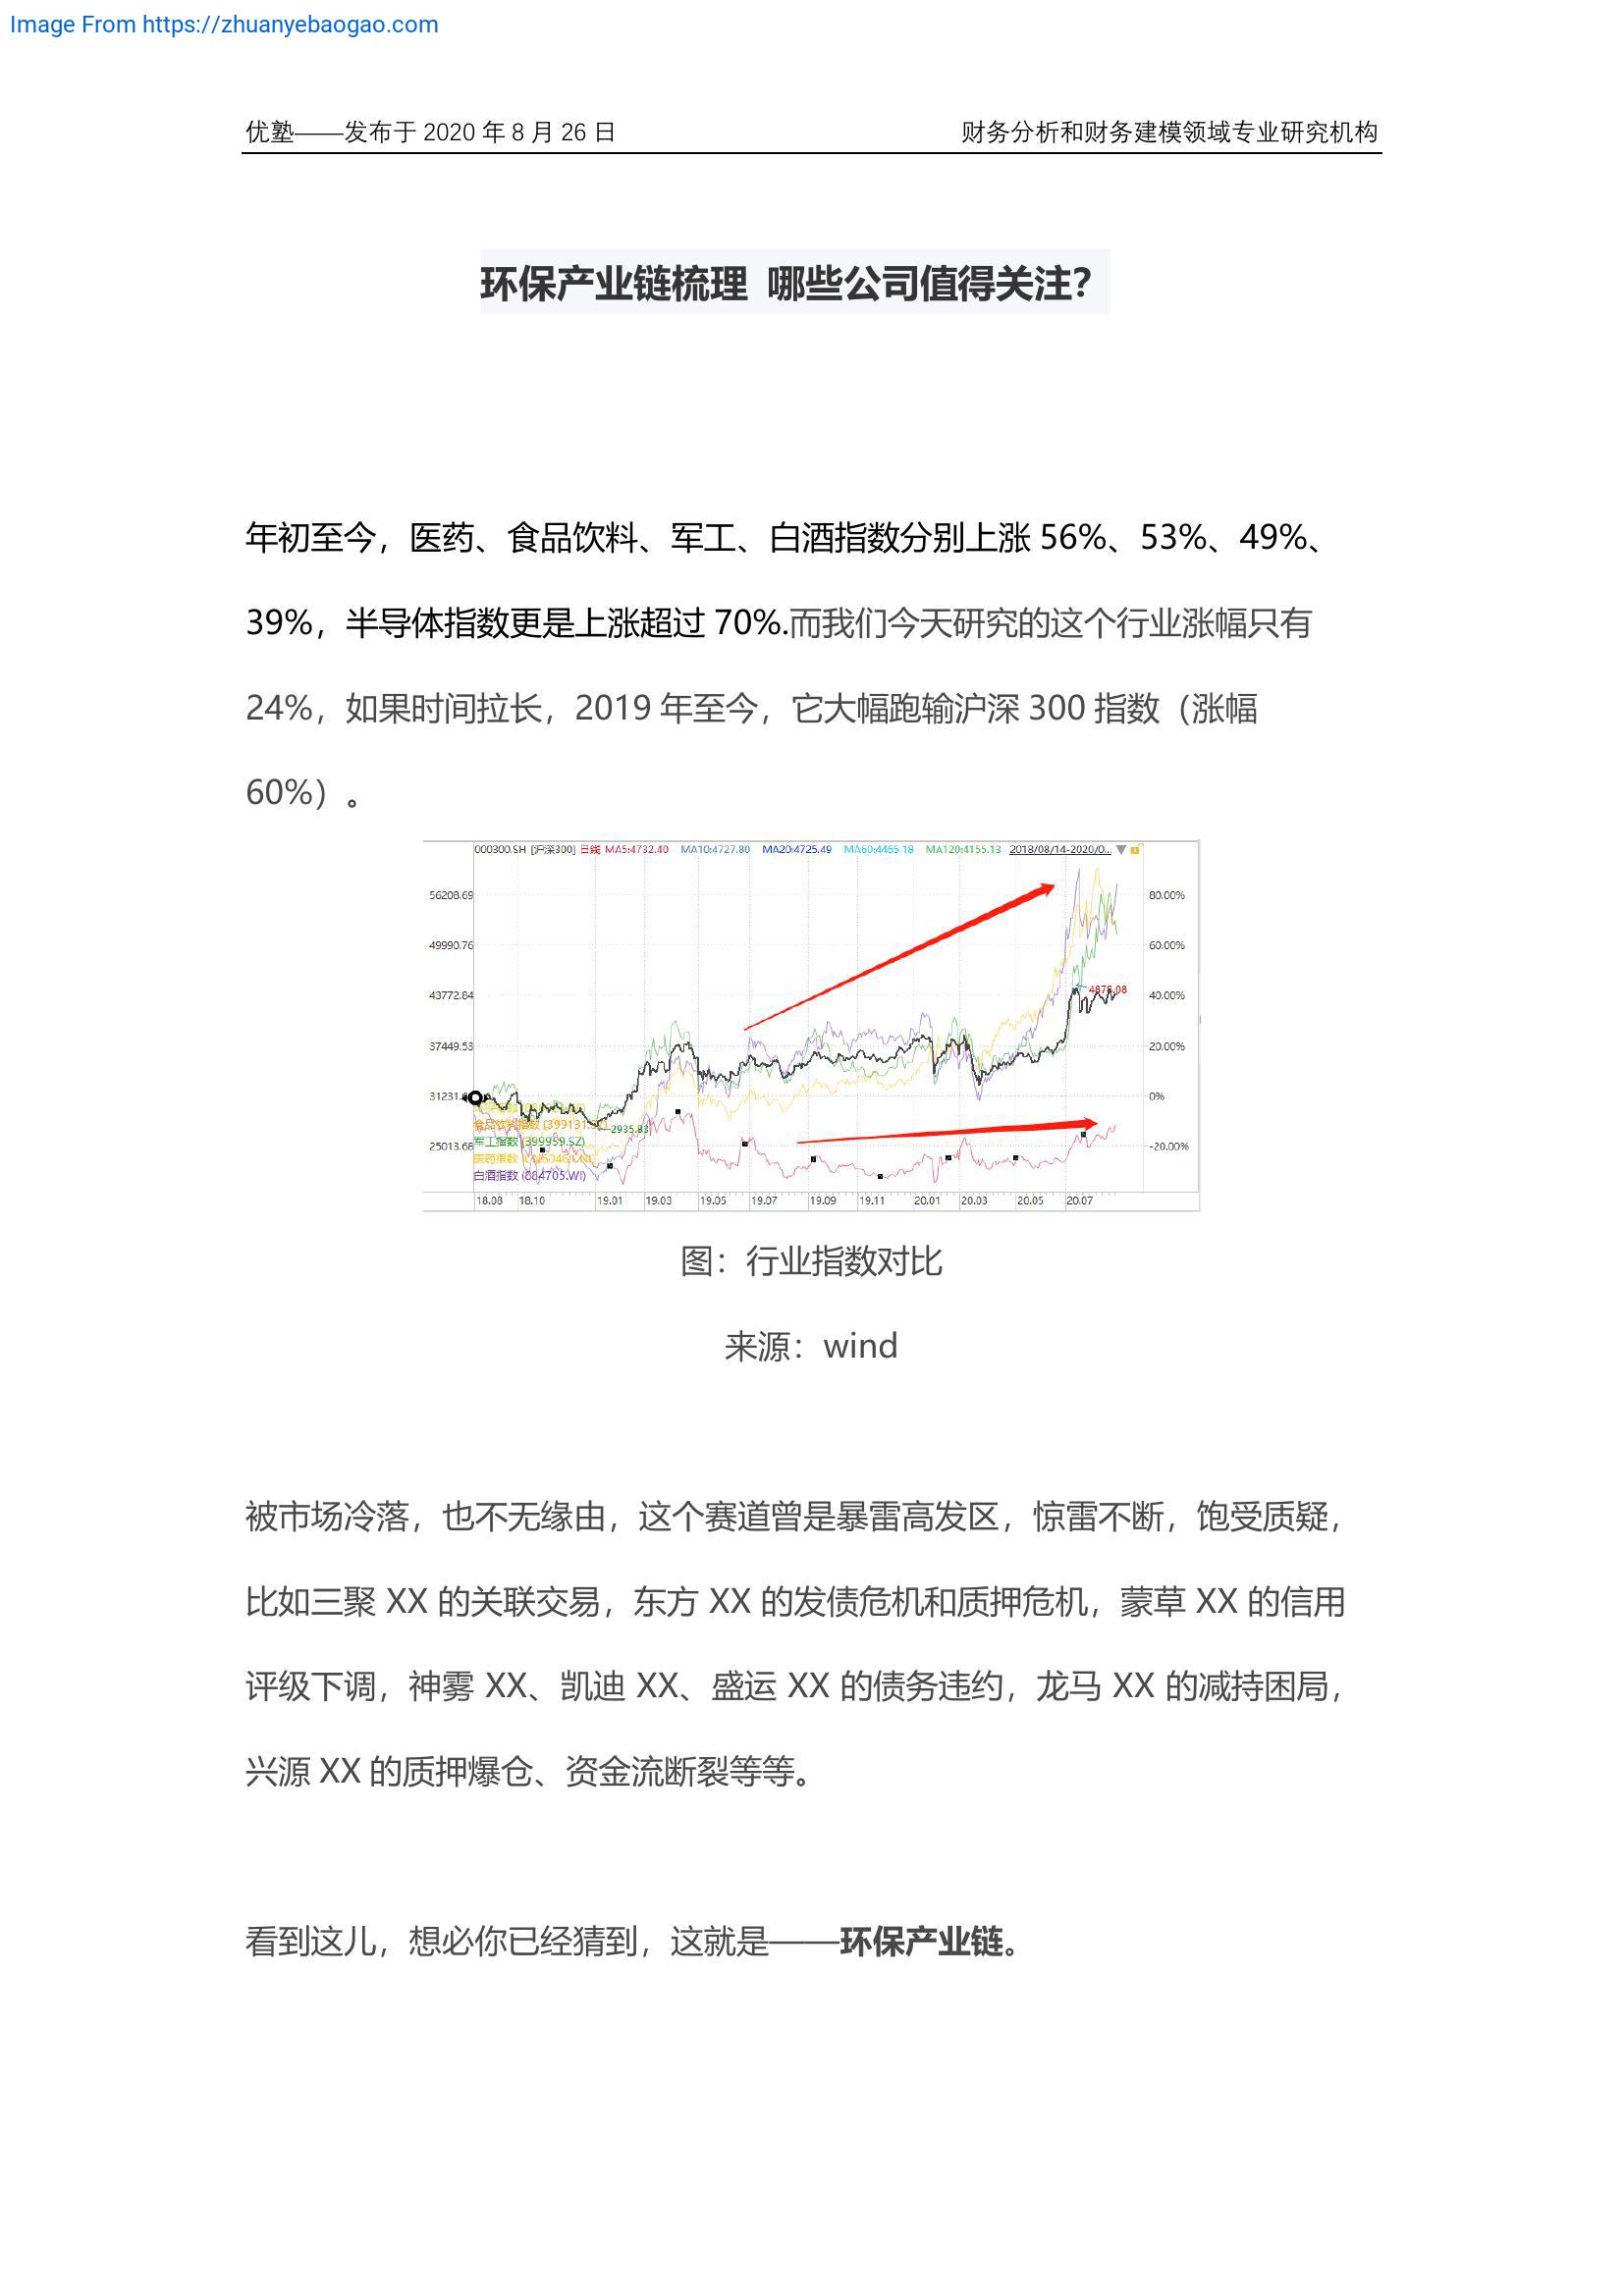 Image From https://zhuanyebaogao.com
优塾——发布于 2020 年 8 月 26 日 财务分析和财务建模领域专业研究机构
环保产业链梳理 哪些公司值得关注？
年初至今，医药、食品饮料、军工、白酒指数分别上涨 56%、53%、49%、
39%，半导体指数更是上涨超过 70%.而我们今天研究的这个行业涨幅只有
24%，如果时间拉长，2019 年至今，它大幅跑输沪深 300 指数（涨幅
60%）。
000300.SH [沪深300] 日线 MA5:4732.40 MA10:4727.80 MA20:4725.49 MA60:4465.18 MA120:4155.13 2018/08/14-2020/0...
56208.69 80.00%
49990.76 60.00%
43772.84 4878.08 40.00%
37449.53 20.00%
31231. 0%
食品饮料指数 (399131.SZ) 2935.83
军工指数 (399959.SZ)
25013.68 -20.00%
医药指数
白酒指数 (884705.WI)
18.08 18.10 19.01 19.03 19.05 19.07 19.09 19.11 20.01 20.03 20.05 20.07
图：行业指数对比
来源：wind
被市场冷落，也不无缘由，这个赛道曾是暴雷高发区，惊雷不断，饱受质疑，
比如三聚 XX 的关联交易，东方 XX 的发债危机和质押危机，蒙草 XX 的信用
评级下调，神雾 XX、凯迪 XX、盛运 XX 的债务违约，龙马 XX 的减持困局，
兴源 XX 的质押爆仓、资金流断裂等等。
看到这儿，想必你已经猜到，这就是——环保产业链。